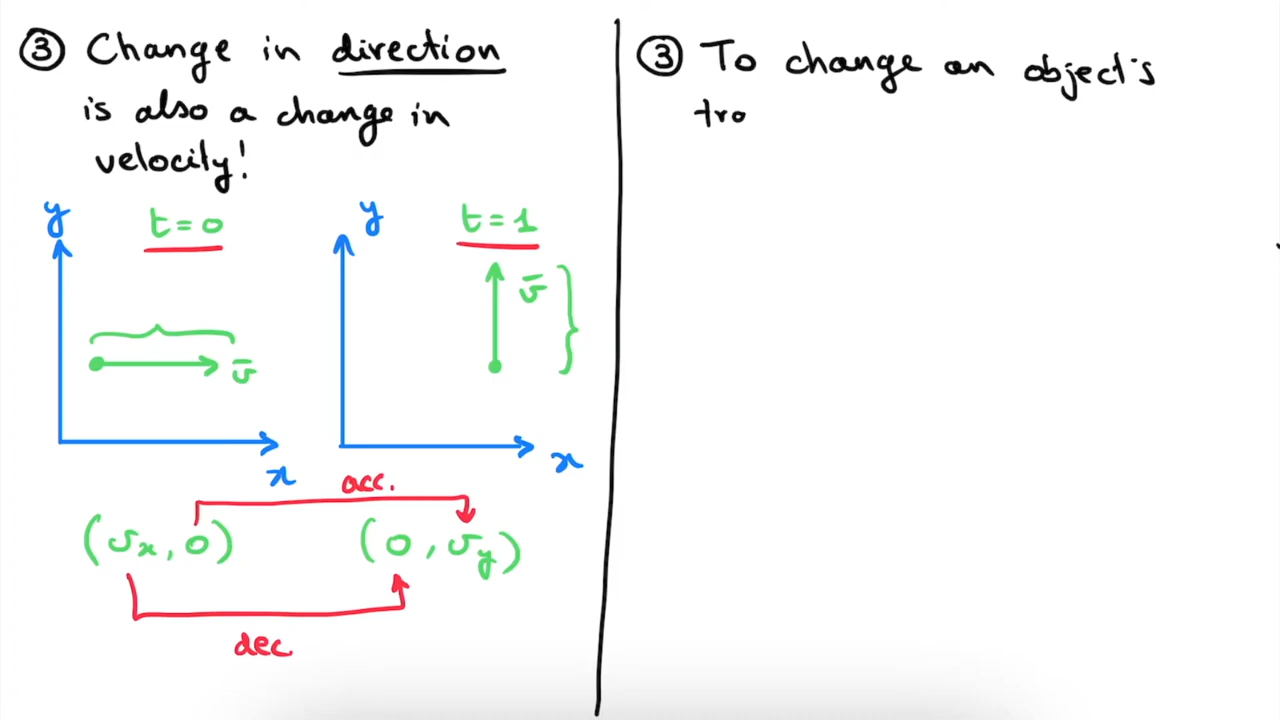 ③ Change in direction
is also a change in
velocity!
y t = 0
v̄
x
y t = 1
v̄
x
acc.
(vx, 0) (0, vy)
dec.
③ To change an object's
tra